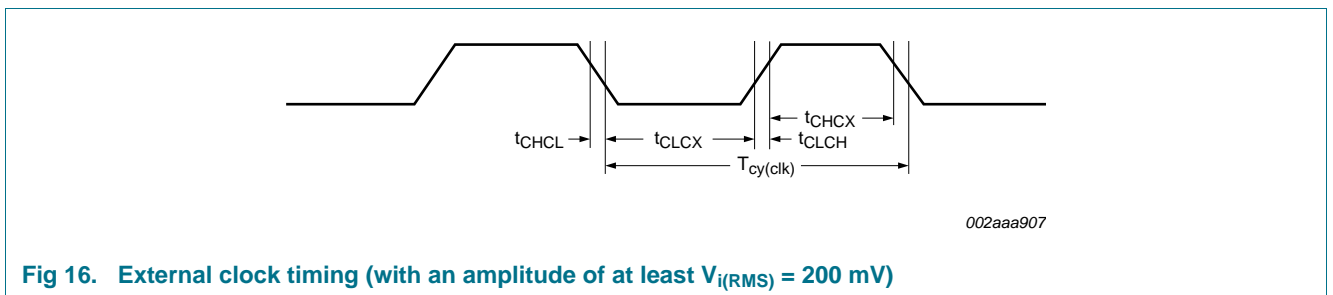 tCHCX
tCHCL
tCLCX
tCLCH
Tcy(clk)
002aaa907
Fig 16. External clock timing (with an amplitude of at least Vi(RMS) = 200 mV)